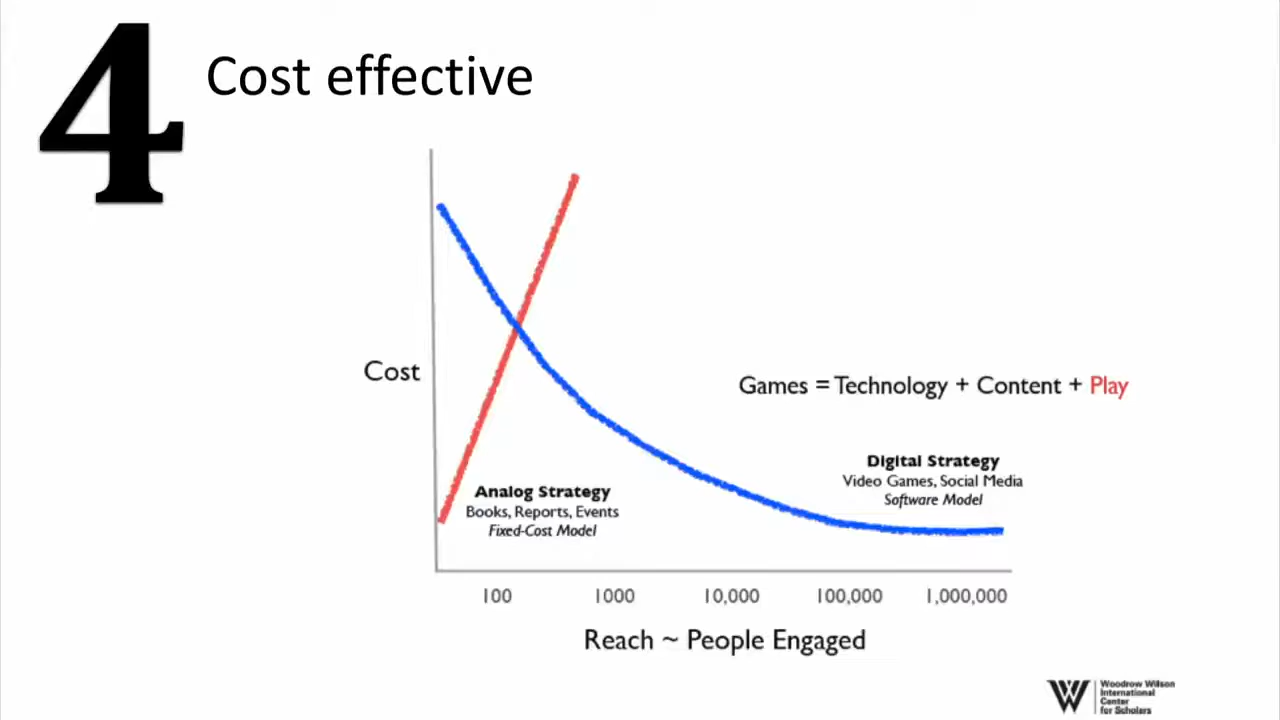 4
Cost effective
Cost
Games = Technology + Content + Play
Digital Strategy
Video Games, Social Media
Software Model
Analog Strategy
Books, Reports, Events
Fixed-Cost Model
100 1000 10,000 100,000 1,000,000
Reach ~ People Engaged
W
Woodrow Wilson
International
Center
for Scholars